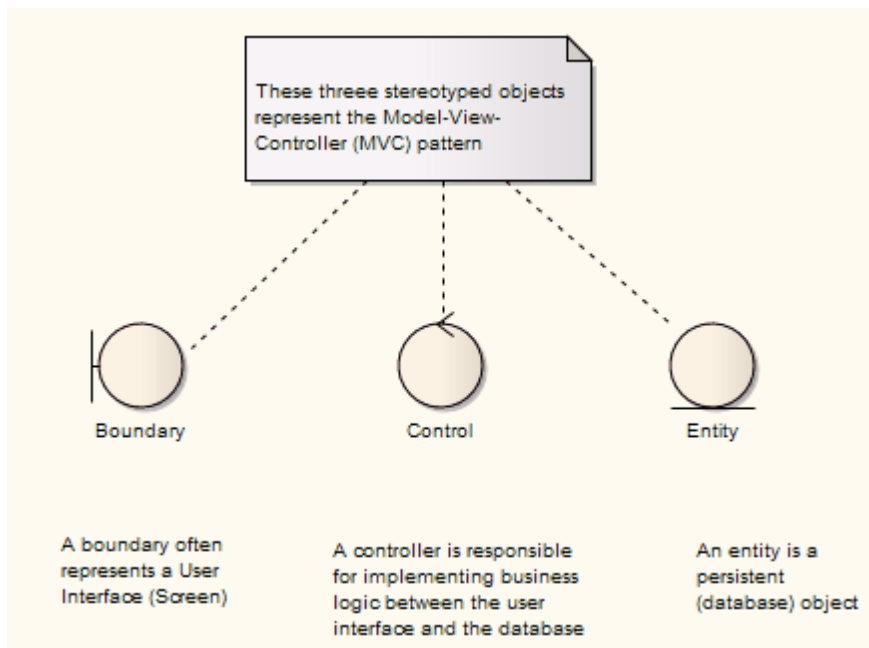 These threee stereotyped objects
represent the Model-View-
Controller (MVC) pattern
Boundary
Control
Entity
A boundary often
represents a User
Interface (Screen)
A controller is responsible
for implementing business
logic between the user
interface and the database
An entity is a
persistent
(database) object